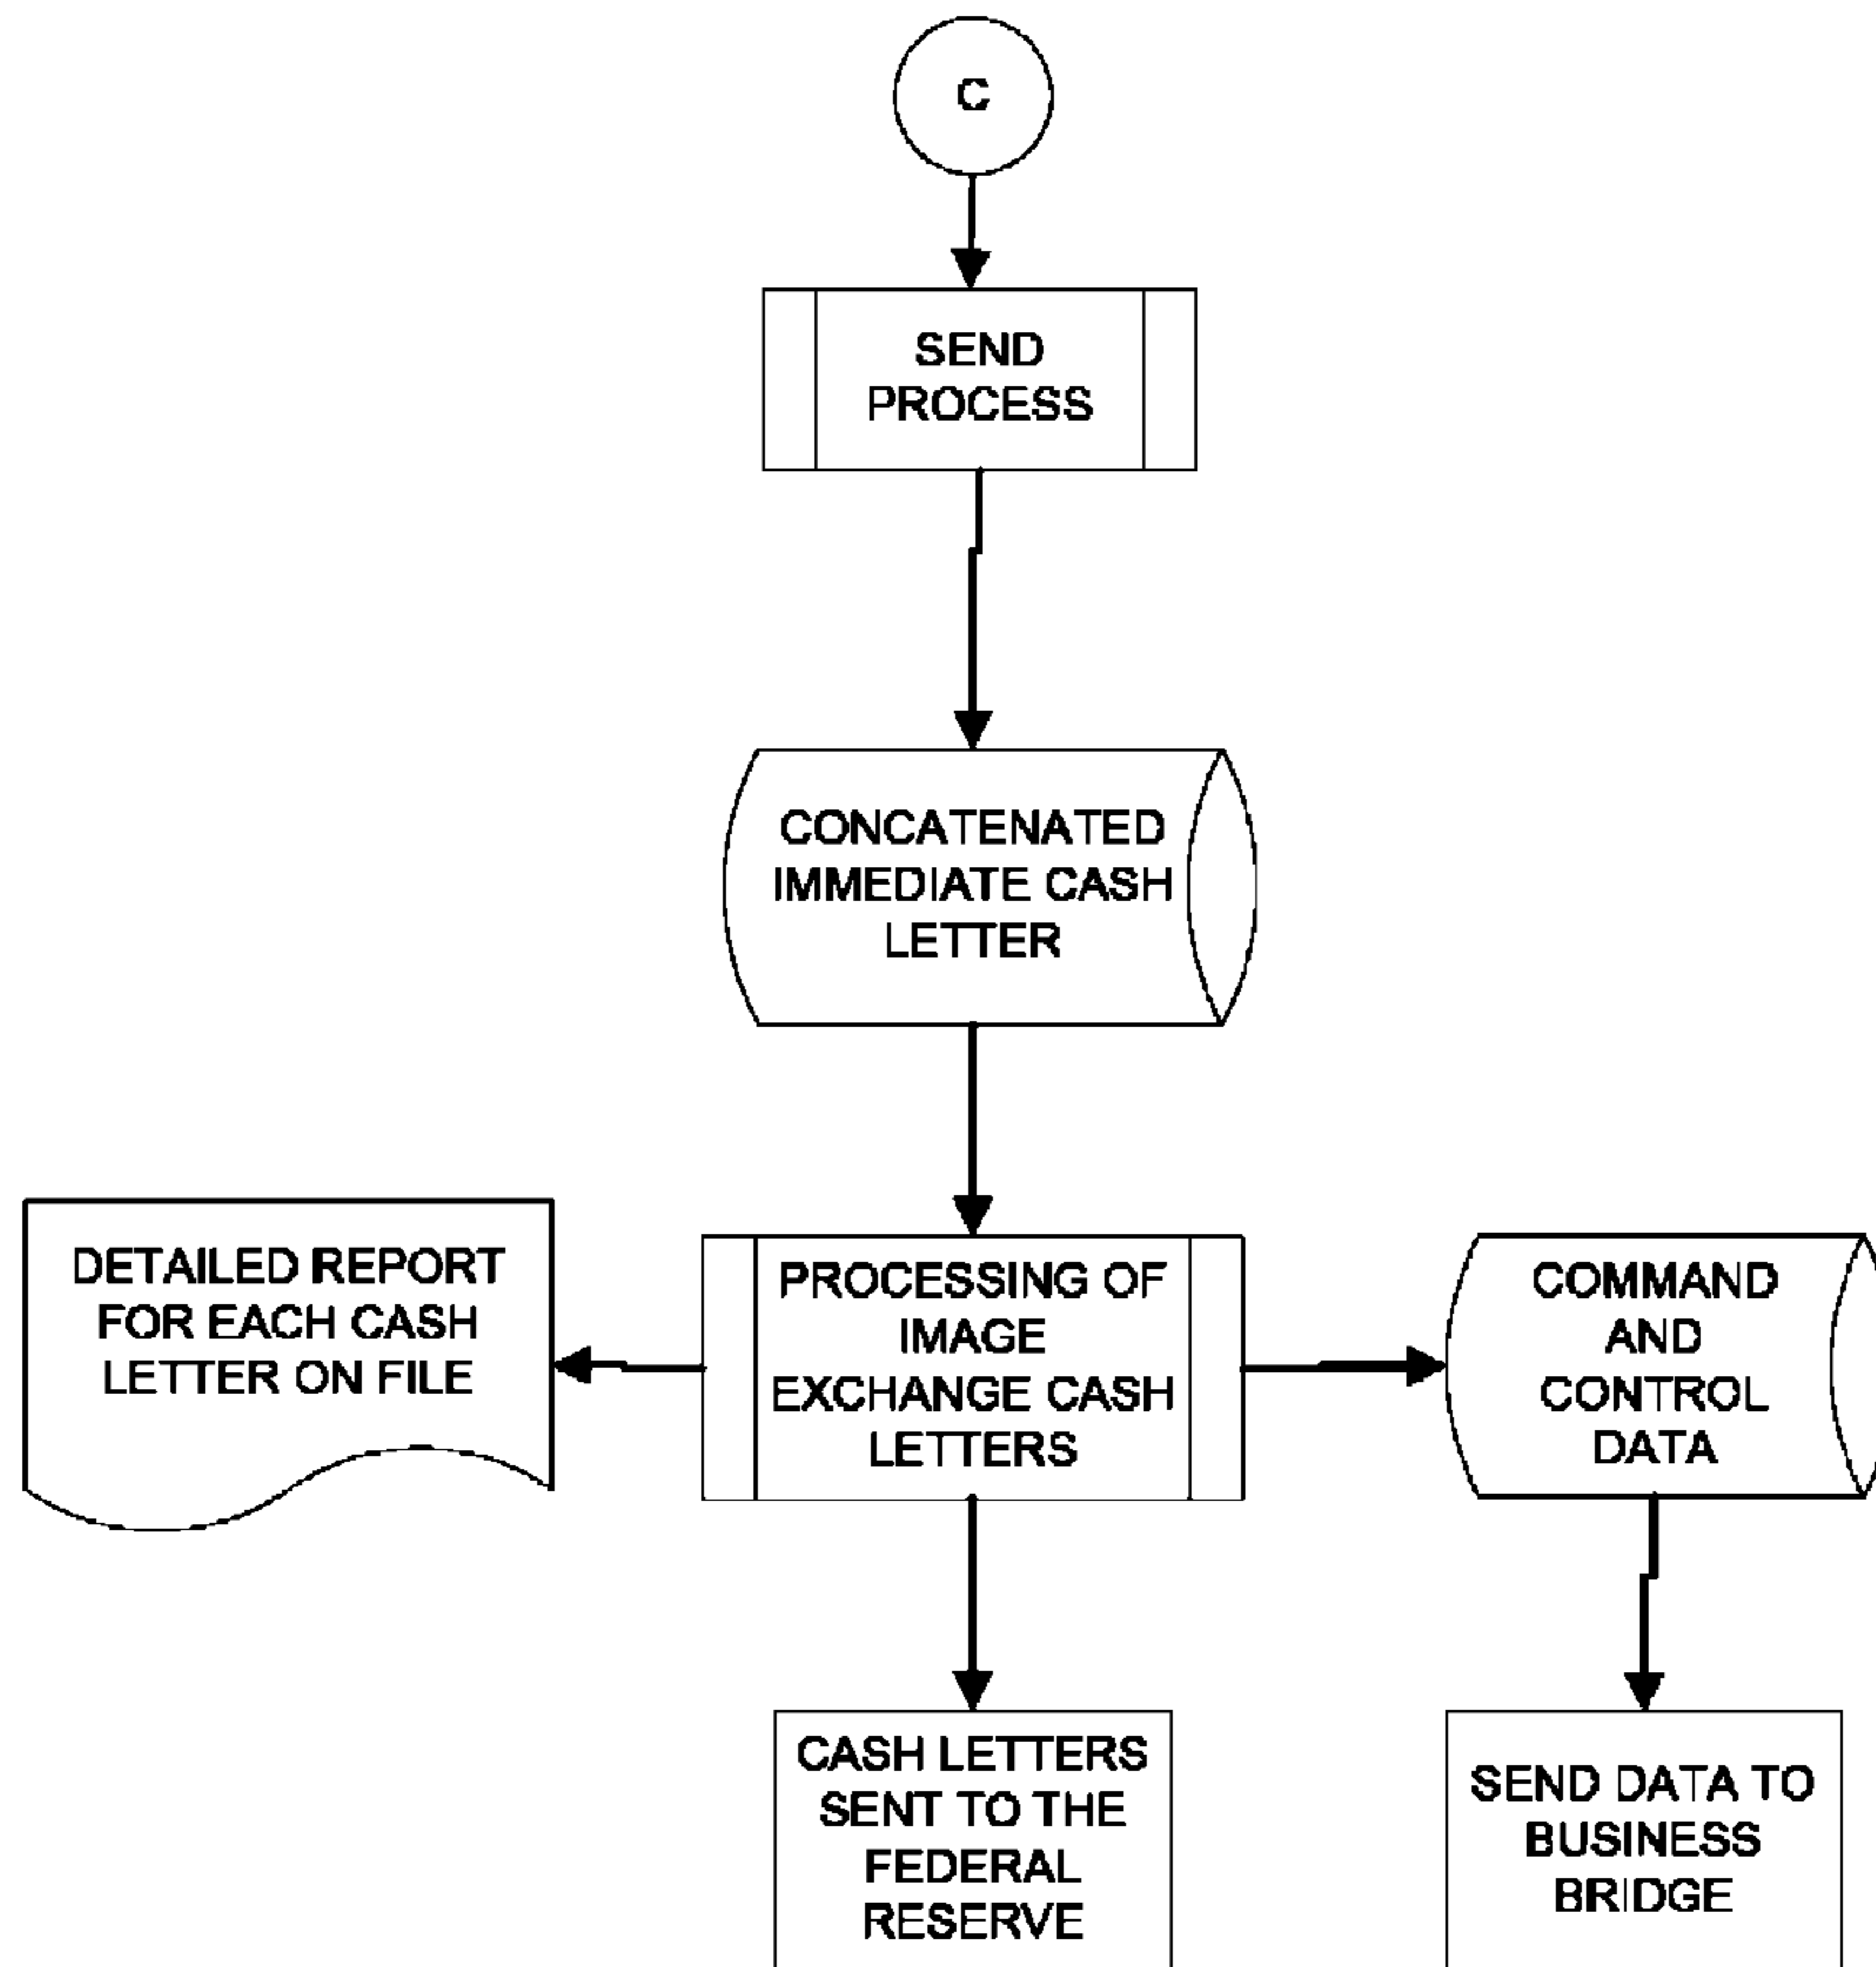 C
SEND
PROCESS
CONCATENATED
IMMEDIATE CASH
LETTER
DETAILED REPORT
FOR EACH CASH
LETTER ON FILE
PROCESSING OF
IMAGE
EXCHANGE CASH
LETTERS
COMMAND
AND
CONTROL
DATA
CASH LETTERS
SENT TO THE
FEDERAL
RESERVE
SEND DATA TO
BUSINESS
BRIDGE